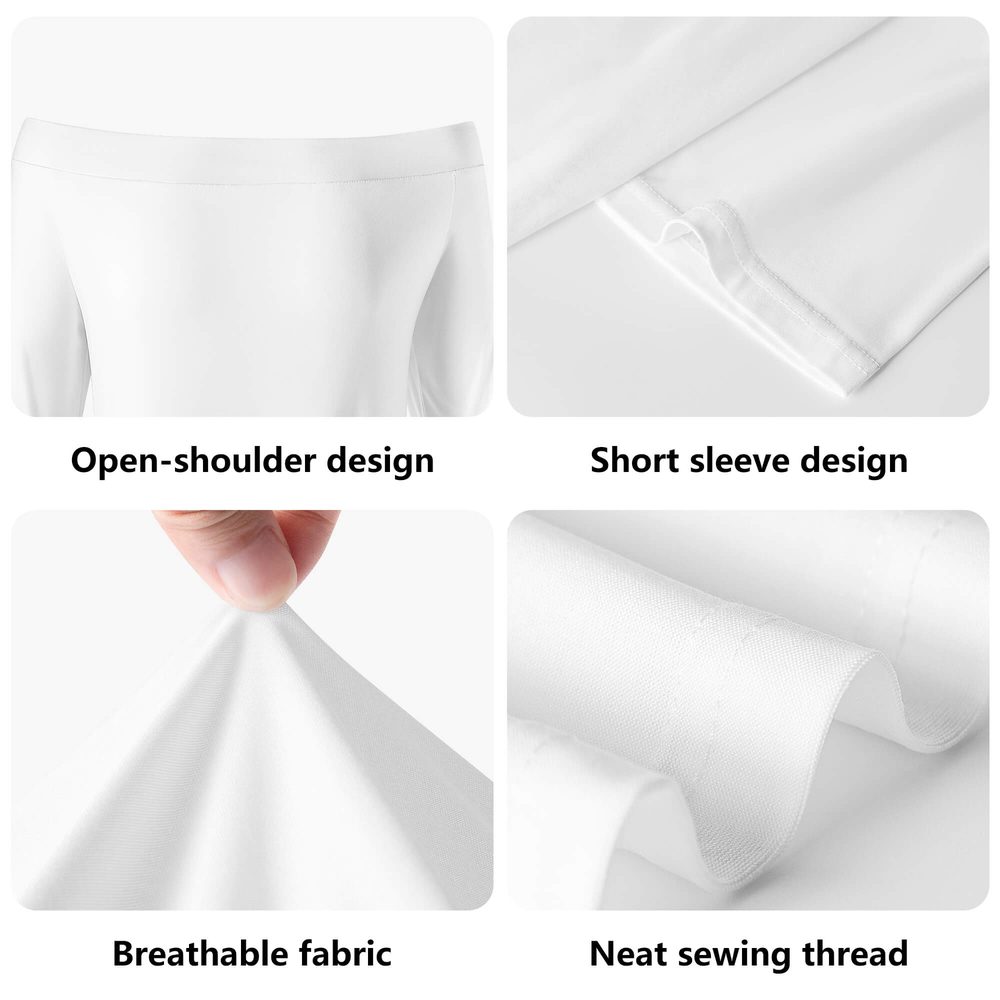 Open-shoulder design
Short sleeve design
Breathable fabric
Neat sewing thread